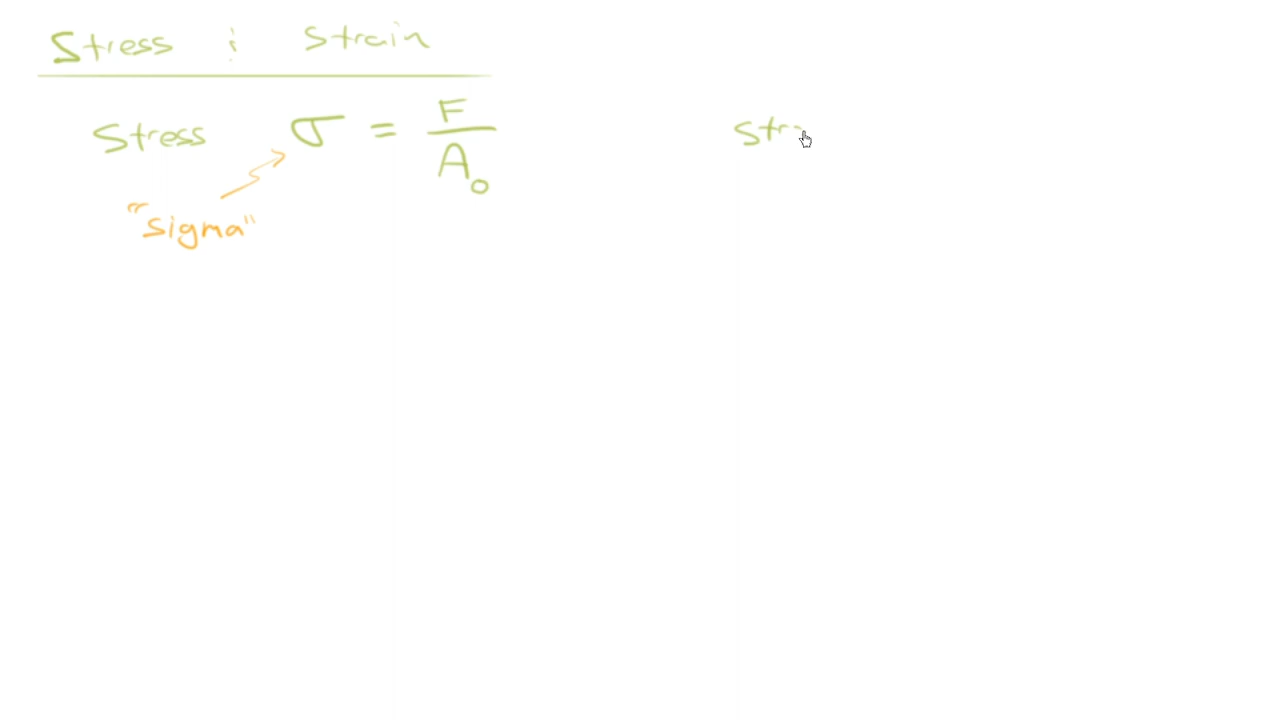 Stress : Strain
Stress σ = F / A₀
"sigma"